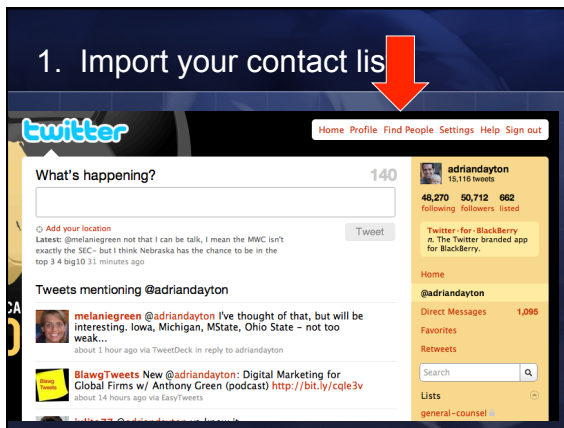 1. Import your contact lis
twitter
Home Profile Find People Settings Help Sign out
What's happening? 140
Add your location
Latest: @melaniegreen not that I can be talk, I mean the MWC isn't
exactly the SEC- but I think Nebraska has the chance to be in the
top 3 4 big10 31 minutes ago
Tweet
Tweets mentioning @adriandayton
melaniegreen @adriandayton I've thought of that, but will be
interesting. Iowa, Michigan, MState, Ohio State – not too
weak...
about 1 hour ago via TweetDeck in reply to adriandayton
Blawg
Tweets
BlawgTweets New @adriandayton: Digital Marketing for
Global Firms w/ Anthony Green (podcast) http://bit.ly/cqle3v
about 14 hours ago via EasyTweets
adriandayton
15,116 tweets
48,270 50,712 662
following followers listed
Twitter·for·BlackBerry
n. The Twitter branded app
for BlackBerry.
Home
@adriandayton
Direct Messages 1,095
Favorites
Retweets
Search
Lists
general-counsel